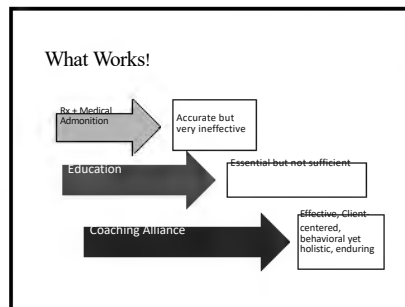 What Works!
Rx + Medical
Admonition
Accurate but
very ineffective
Education
Essential but not sufficient
Coaching Alliance
Effective, Client-
centered,
behavioral yet
holistic, enduring